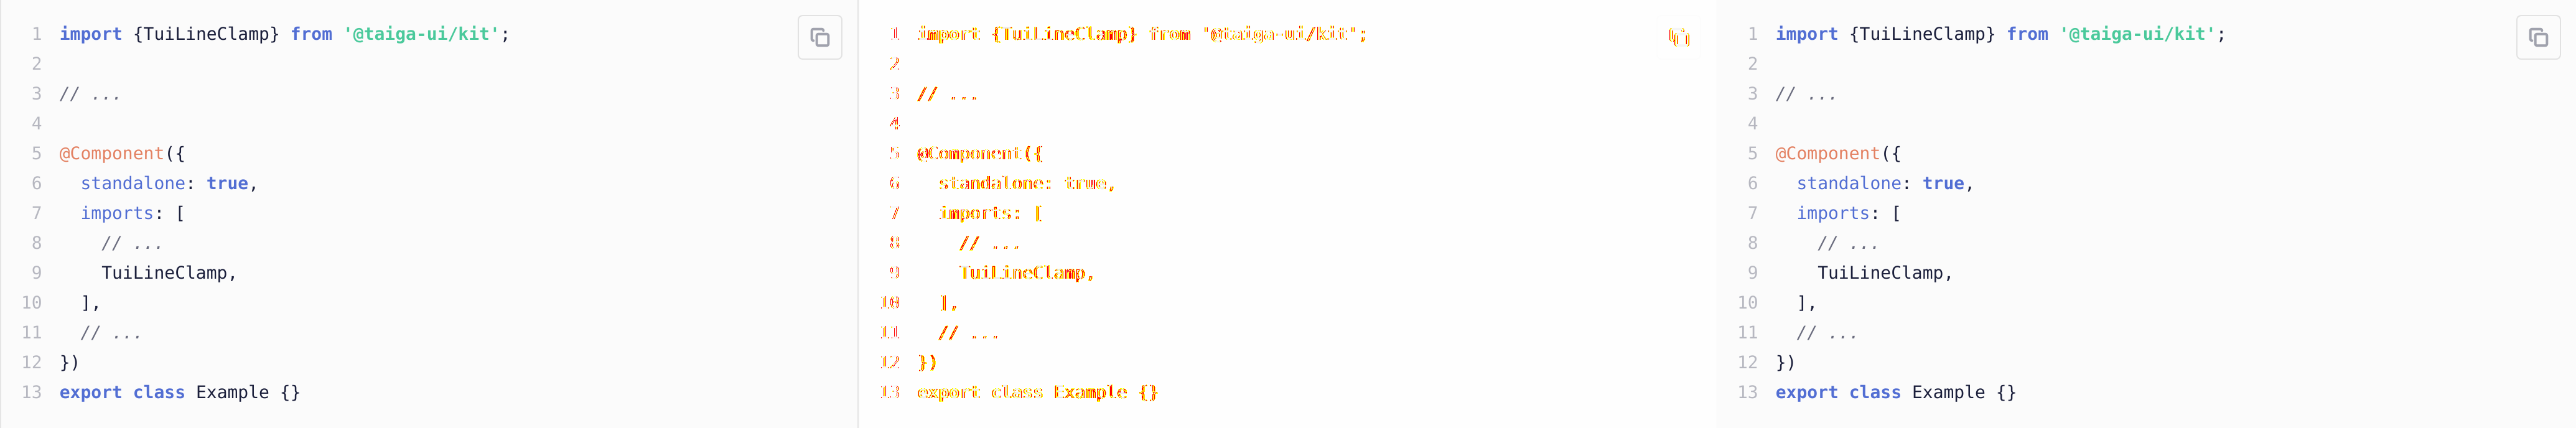 1 import {TuiLineClamp} from '@taiga-ui/kit';
2
3 // ...
4
5 @Component({
6 standalone: true,
7 imports: [
8 // ...
9 TuiLineClamp,
10 ],
11 // ...
12 })
13 export class Example {}
1 import {TuiLineClamp} from '@taiga-ui/kit';
2
3 // ...
4
5 @Component({
6 standalone: true,
7 imports: [
8 // ...
9 TuiLineClamp,
10 ],
11 // ...
12 })
13 export class Example {}
1 import {TuiLineClamp} from '@taiga-ui/kit';
2
3 // ...
4
5 @Component({
6 standalone: true,
7 imports: [
8 // ...
9 TuiLineClamp,
10 ],
11 // ...
12 })
13 export class Example {}